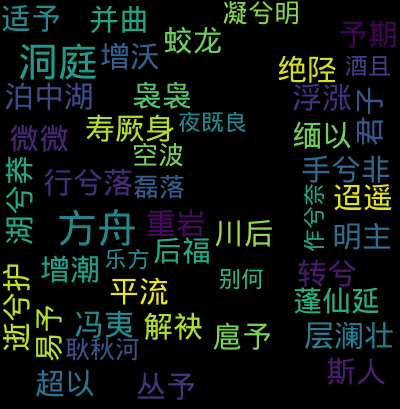 适予
并曲
凝兮明
予期
洞庭
增沃
蛟龙
绝陉
酒且
泊中湖
袅袅
浮涨
君子
微微
寿厥身
夜既良
缅以
空波
手兮非
湖兮莽
行兮落
磊落
迢遥
方舟
重岩
川后
作兮柰
明主
后福
增潮
乐方
别何
转兮
逝兮护
平流
蓬仙延
易予
冯夷
解袂
扈予
层澜壮
耿秋河
斯人
超以
丛予